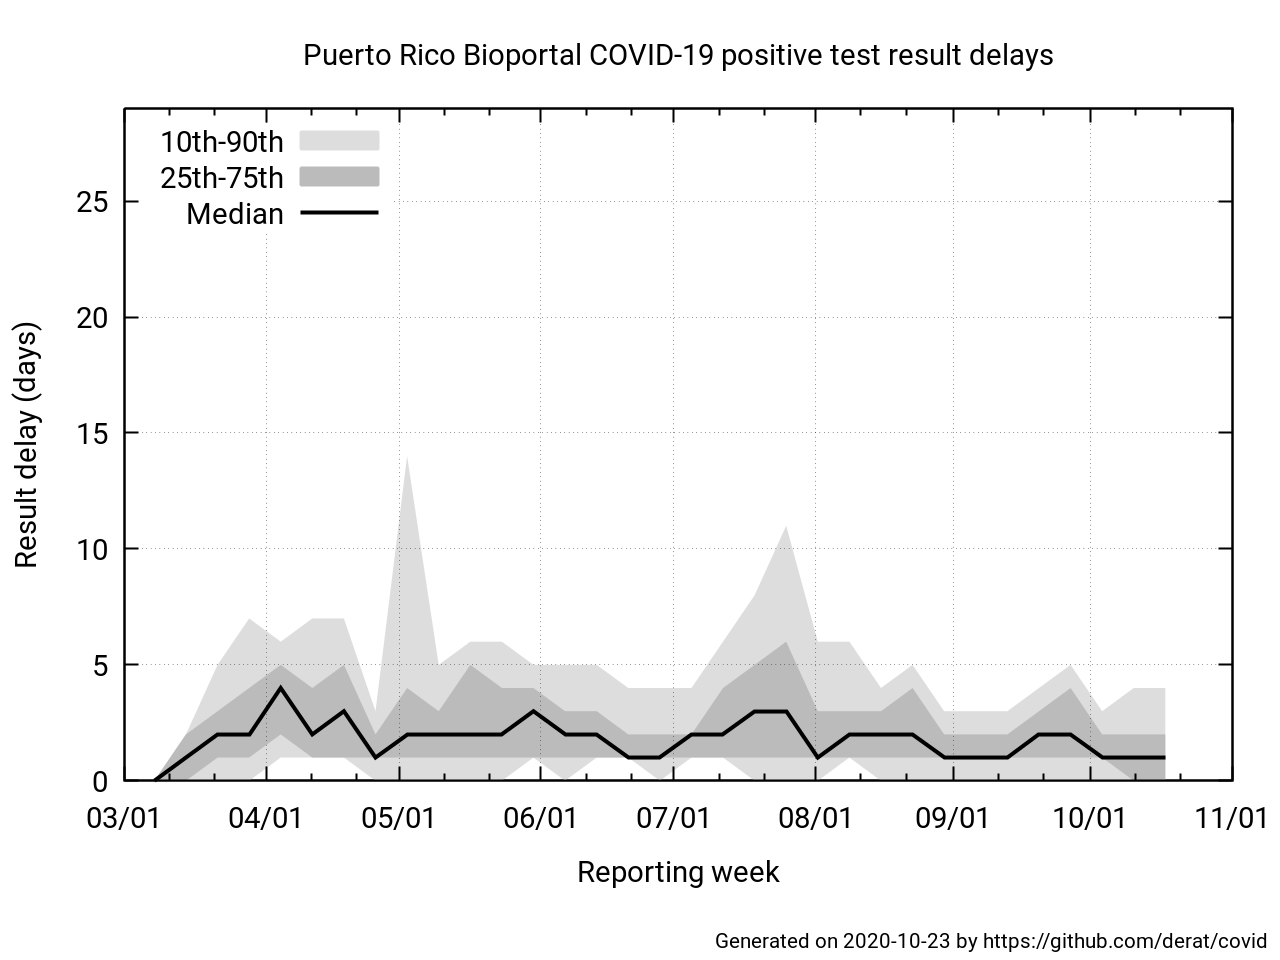 Puerto Rico Bioportal COVID-19 positive test result delays
10th-90th
25th-75th
Median
25
20
15
10
5
0
Result delay (days)
03/01 04/01 05/01 06/01 07/01 08/01 09/01 10/01 11/01
Reporting week
Generated on 2020-10-23 by https://github.com/derat/covid